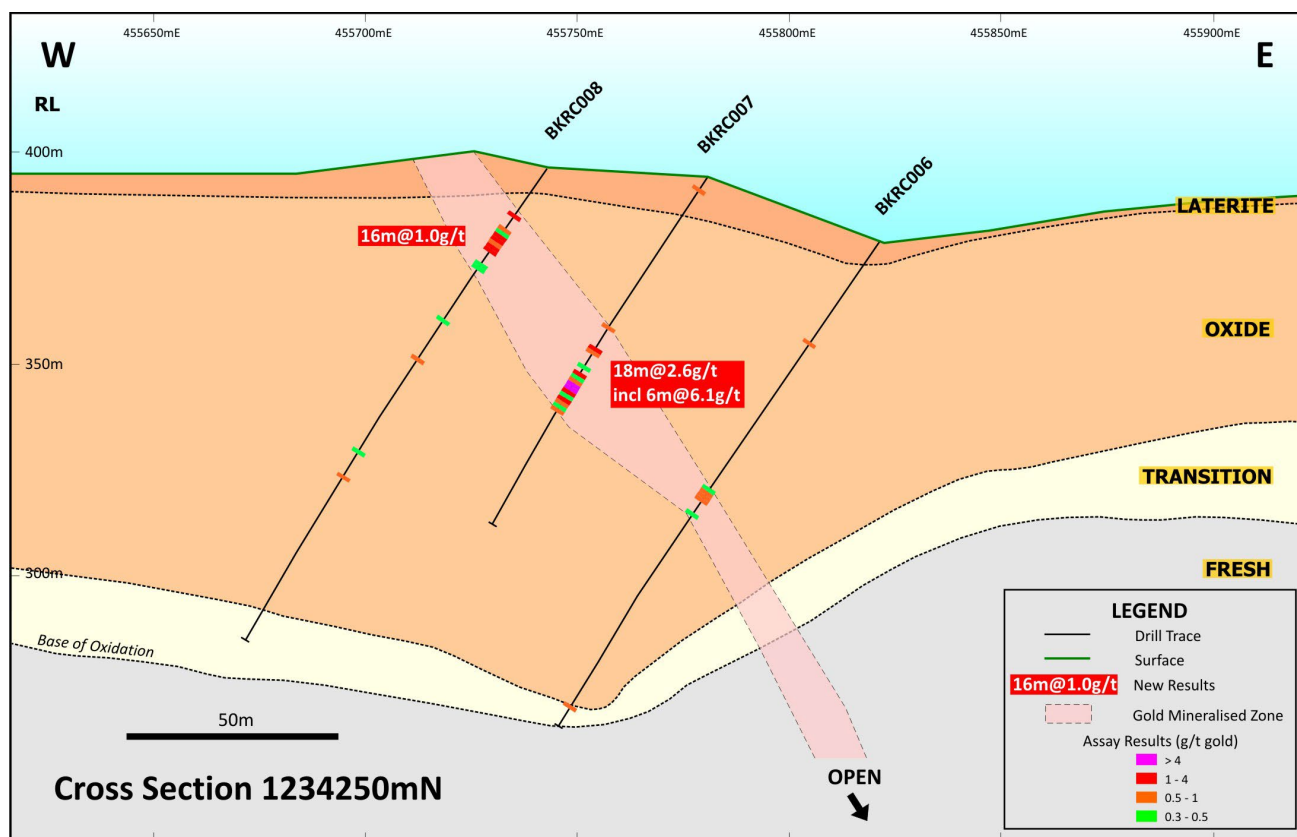 455650mE
455700mE
455750mE
455800mE
455850mE
455900mE
W
E
RL
BKRC008
BKRC007
BKRC006
400m
350m
300m
LATERITE
16m@1.0g/t
OXIDE
18m@2.6g/t
incl 6m@6.1g/t
TRANSITION
FRESH
Base of Oxidation
50m
Cross Section 1234250mN
OPEN
LEGEND
Drill Trace
Surface
16m@1.0g/t New Results
Gold Mineralised Zone
Assay Results (g/t gold)
> 4
1 - 4
0.5 - 1
0.3 - 0.5